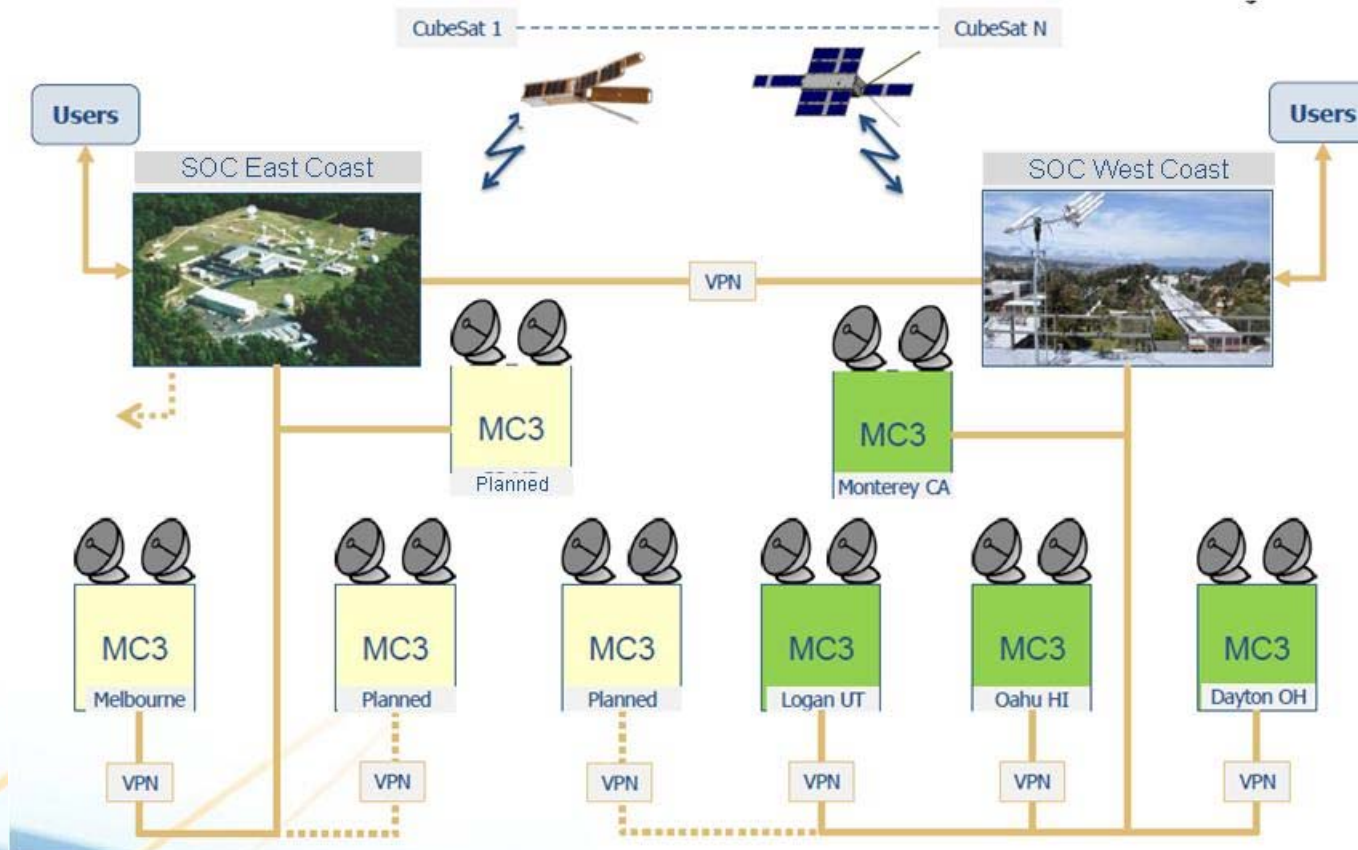 CubeSat 1
CubeSat N
Users
Users
SOC East Coast
SOC West Coast
VPN
MC3
Planned
MC3
Monterey CA
MC3
Melbourne
MC3
Planned
MC3
Planned
MC3
Logan UT
MC3
Oahu HI
MC3
Dayton OH
VPN
VPN
VPN
VPN
VPN
VPN